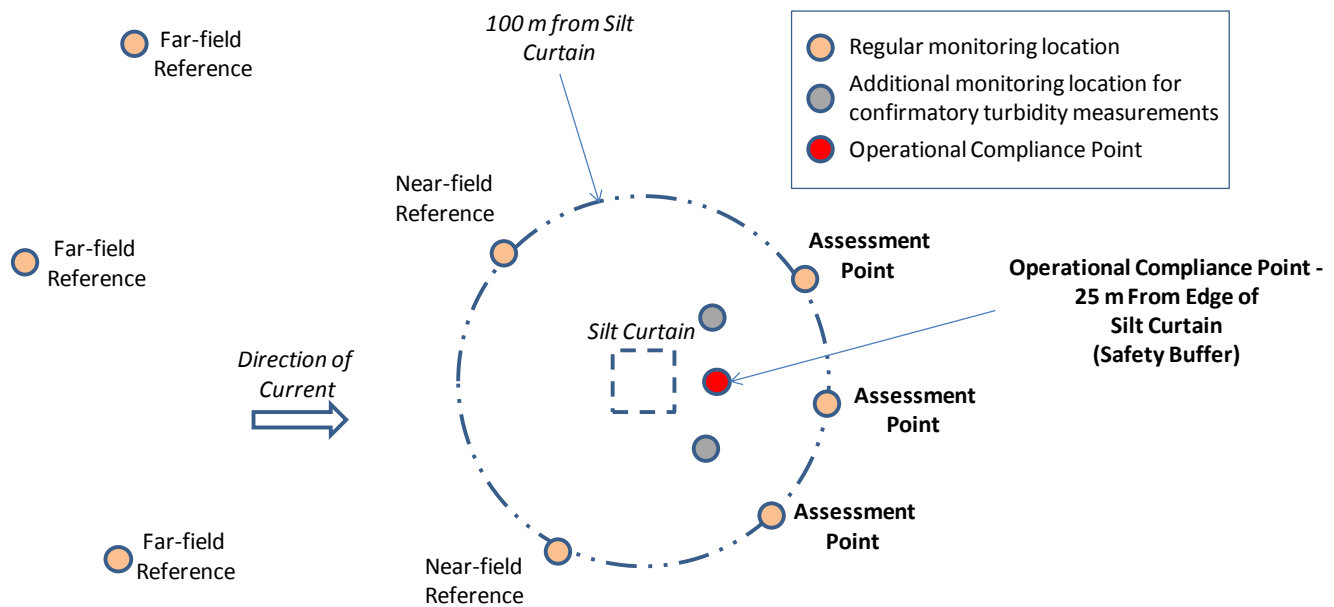 Far-field
Reference
100 m from Silt
Curtain
Regular monitoring location
Additional monitoring location for
confirmatory turbidity measurements
Operational Compliance Point
Near-field
Reference
Far-field
Reference
Assessment
Point
Operational Compliance Point -
25 m From Edge of
Silt Curtain
(Safety Buffer)
Silt Curtain
Direction of
Current
Assessment
Point
Assessment
Point
Far-field
Reference
Near-field
Reference